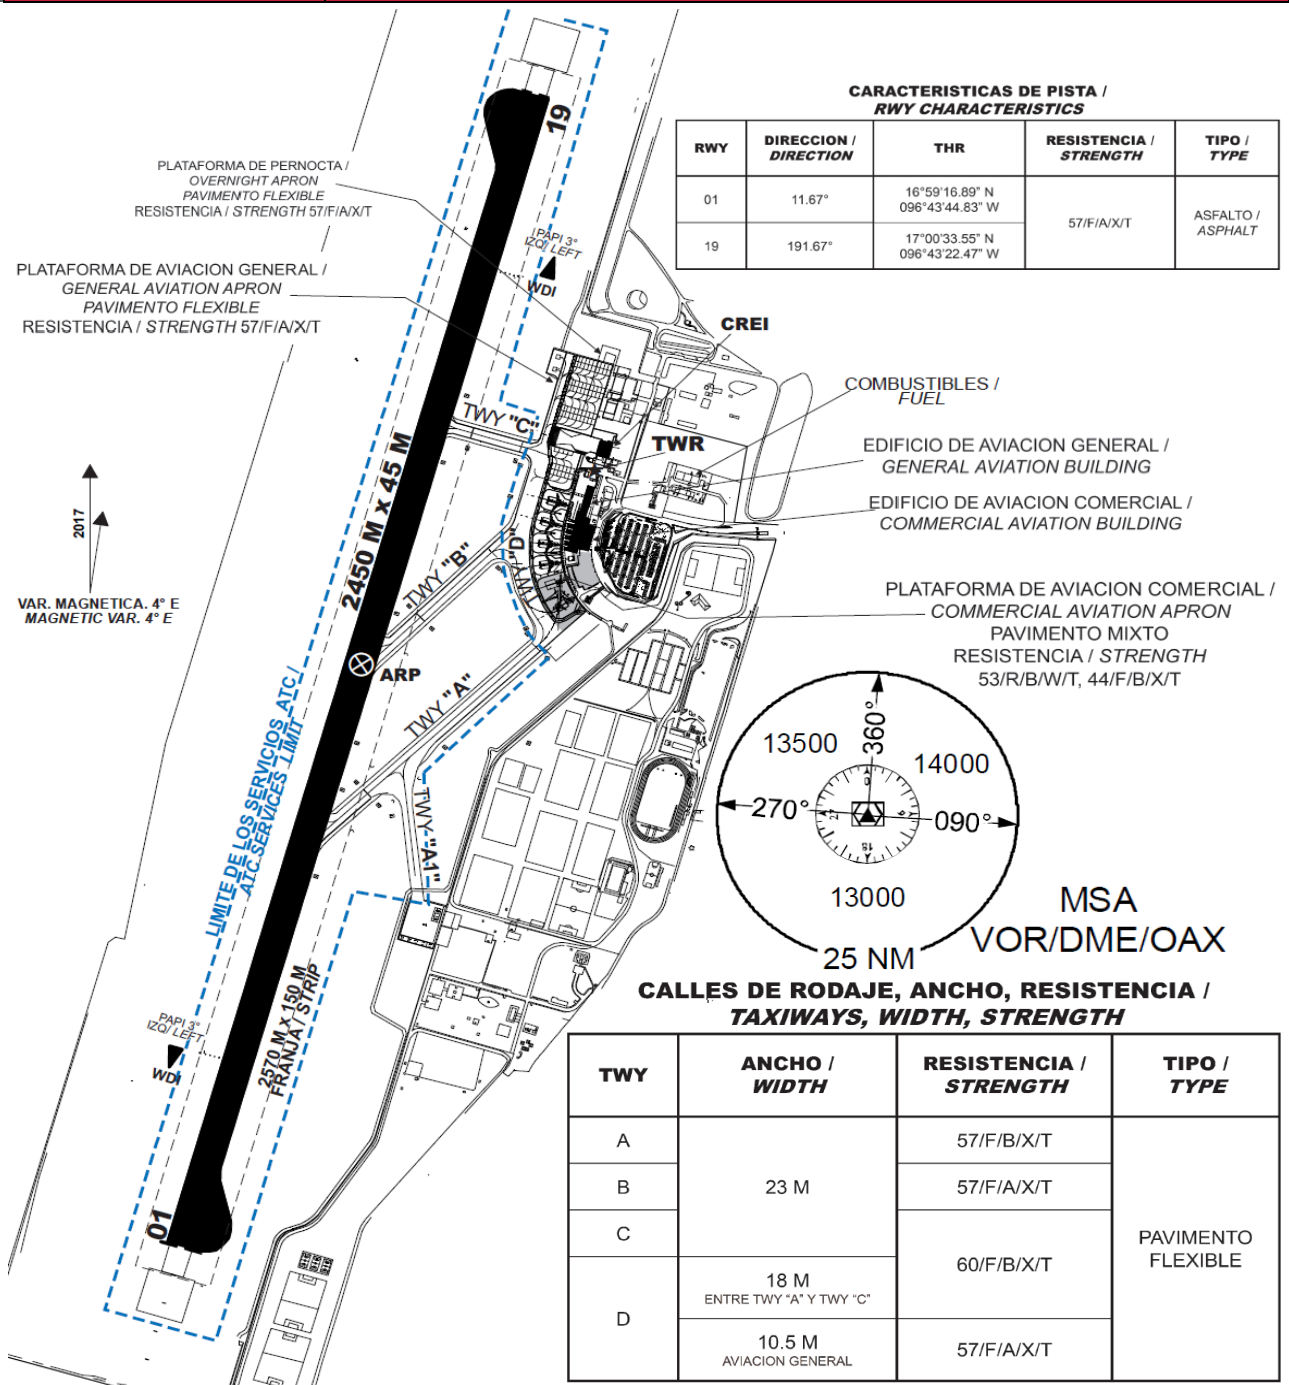 CARACTERISTICAS DE PISTA /
RWY CHARACTERISTICS
RWY
DIRECCION /
DIRECTION
THR
RESISTENCIA /
STRENGTH
TIPO /
TYPE
01
11.67°
16°59'16.89" N
096°43'44.83" W
19
191.67°
17°00'33.55" N
096°43'22.47" W
57/F/A/X/T
ASFALTO /
ASPHALT
19
PLATAFORMA DE PERNOCTA /
OVERNIGHT APRON
PAVIMENTO FLEXIBLE
RESISTENCIA / STRENGTH 57/F/A/X/T
PAPI 3°
IZQ/ LEFT
WDI
PLATAFORMA DE AVIACION GENERAL /
GENERAL AVIATION APRON
PAVIMENTO FLEXIBLE
RESISTENCIA / STRENGTH 57/F/A/X/T
CREI
COMBUSTIBLES /
FUEL
TWY "C"
TWR
EDIFICIO DE AVIACION GENERAL /
GENERAL AVIATION BUILDING
EDIFICIO DE AVIACION COMERCIAL /
COMMERCIAL AVIATION BUILDING
2017
VAR. MAGNETICA. 4° E
MAGNETIC VAR. 4° E
2450 M x 45 M
TWY "B"
TWY "D"
PLATAFORMA DE AVIACION COMERCIAL /
COMMERCIAL AVIATION APRON
PAVIMENTO MIXTO
RESISTENCIA / STRENGTH
53/R/B/W/T, 44/F/B/X/T
ARP
TWY "A"
TWY "A1"
LIMITE DE LOS SERVICIOS ATC /
ATC SERVICES LIMIT
360°
13500
14000
270°
090°
0
9
18
27
13000
25 NM
MSA
VOR/DME/OAX
2570 M x 150 M
FRANJA / STRIP
PAPI 3°
IZQ/ LEFT
WDI
01
CALLES DE RODAJE, ANCHO, RESISTENCIA /
TAXIWAYS, WIDTH, STRENGTH
TWY
ANCHO /
WIDTH
RESISTENCIA /
STRENGTH
TIPO /
TYPE
A
57/F/B/X/T
B
23 M
57/F/A/X/T
C
60/F/B/X/T
PAVIMENTO
FLEXIBLE
D
18 M
ENTRE TWY "A" Y TWY "C"
10.5 M
AVIACION GENERAL
57/F/A/X/T